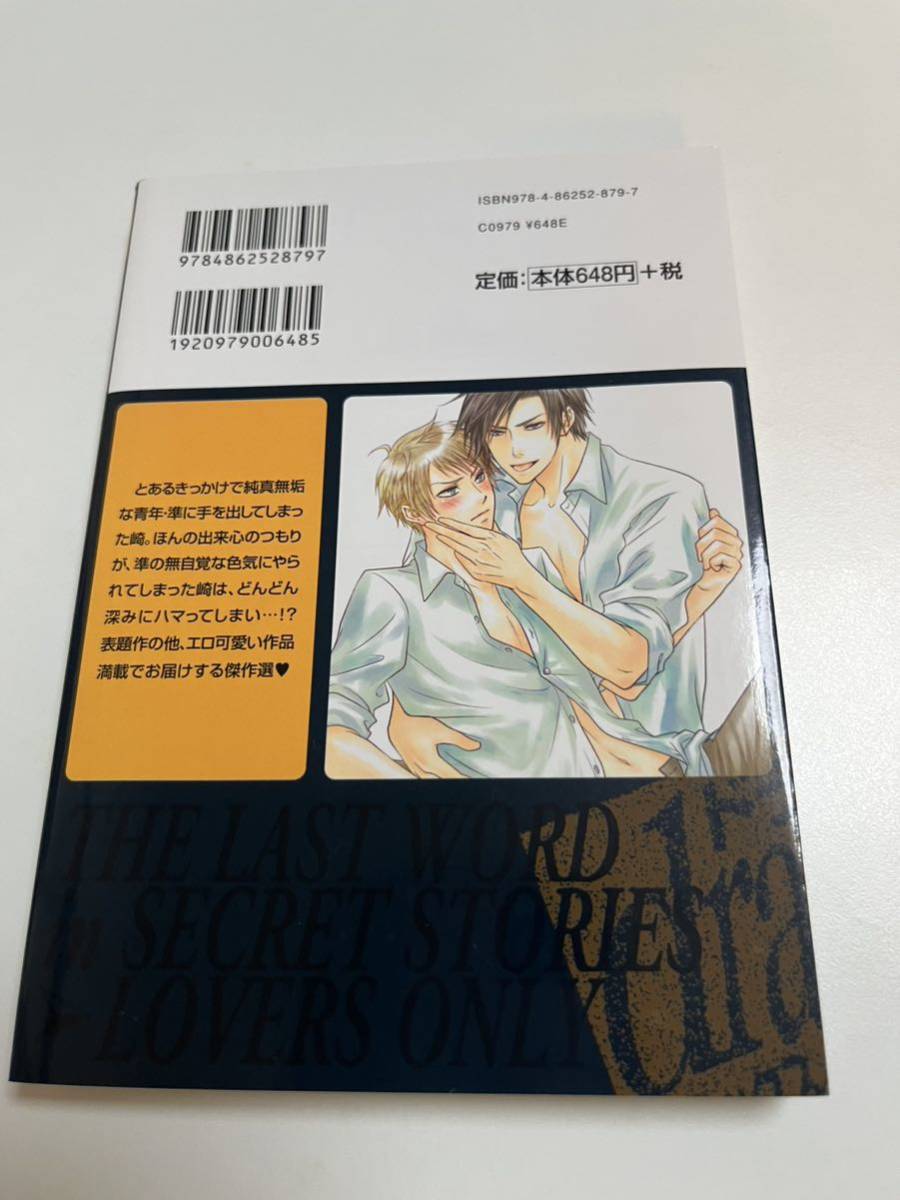 ISBN978-4-86252-879-7
C0979 ¥648E
定価：本体648円＋税
9784862528797
1920979006485
とあるきっかけで純真無垢
な青年・準に手を出してしまっ
た崎。ほんの出来心のつもり
が、準の無自覚な色気にやら
れてしまった崎は、どんどん
深みにハマってしまい…!?
表題作の他、エロ可愛い作品
満載でお届けする傑作選♥
THE LAST WORD
in SECRET STORIES
LOVERS ONLY
Ura